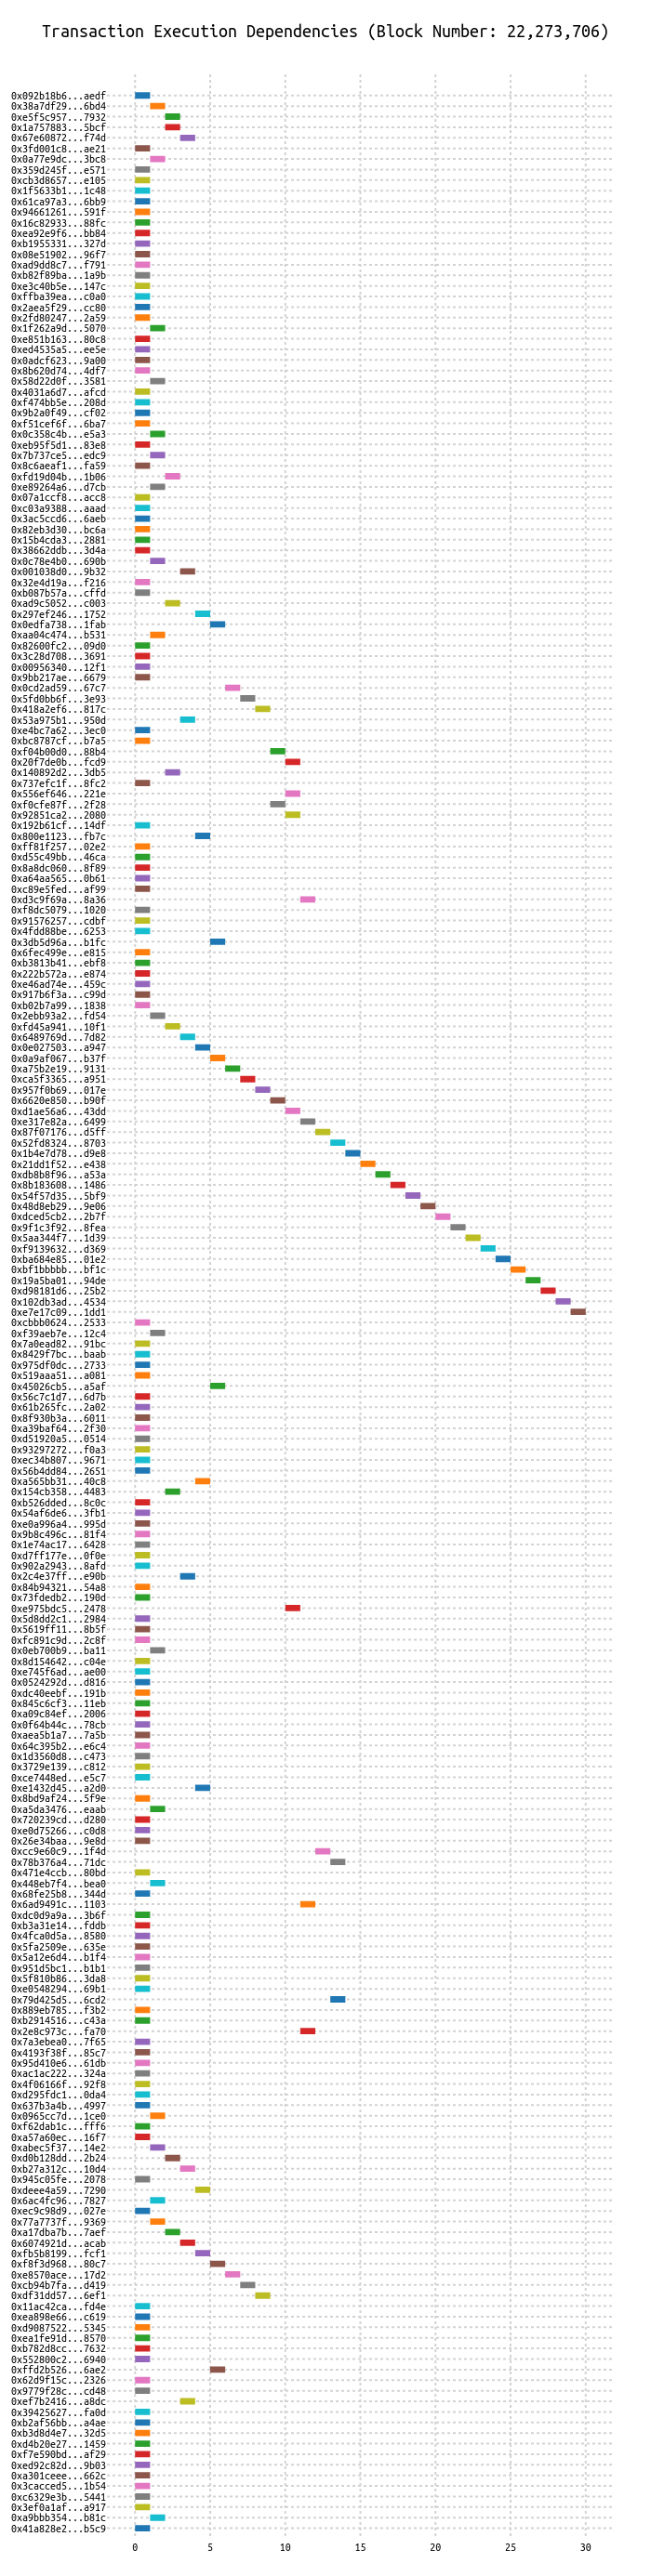 Transaction Execution Dependencies (Block Number: 22,273,706)
0x092b18b6...aedf
0x38a7df29...6bd4
0xe5f5c957...7932
0x1a757883...5bcf
0x67e60872...f74d
0x3fd001c8...ae21
0x0a77e9dc...3bc8
0x359d245f...e571
0xcb3d8657...e105
0x1f5633b1...1c48
0x61ca97a3...6bb9
0x94661261...591f
0x16c82933...88fc
0xea92e9f6...bb84
0xb1955331...327d
0x08e51902...96f7
0xad9dd8c7...f791
0xb82f89ba...1a9b
0xe3c40b5e...147c
0xffba39ea...c0a0
0x2aea5f29...cc80
0x2fd80247...2a59
0x1f262a9d...5070
0xe851b163...80c8
0xed4535a5...ee5e
0x0adcf623...9a00
0x8b620d74...4df7
0x58d22d0f...3581
0x4031a6d7...afcd
0xf474bb5e...208d
0x9b2a0f49...cf02
0xf51cef6f...6ba7
0x0c358c4b...e5a3
0xeb95f5d1...83e8
0x7b737ce5...edc9
0x8c6aeaf1...fa59
0xfd19d04b...1b06
0xe89264a6...d7cb
0x07a1ccf8...acc8
0xc03a9388...aaad
0x3ac5ccd6...6aeb
0x82eb3d30...bc6a
0x15b4cda3...2881
0x38662ddb...3d4a
0x0c78e4b0...690b
0x001038d0...9b32
0x32e4d19a...f216
0xb087b57a...cffd
0xad9c5052...c003
0x297ef246...1752
0x0edfa738...1fab
0xaa04c474...b531
0x82600fc2...09d0
0x3c28d708...3691
0x00956340...12f1
0x9bb217ae...6679
0x0cd2ad59...67c7
0x5fd0bb6f...3e93
0x418a2ef6...817c
0x53a975b1...950d
0xe4bc7a62...3ec0
0xbc8787cf...b7a5
0xf04b00d0...88b4
0x20f7de0b...fcd9
0x140892d2...3db5
0x737efc1f...8fc2
0x556ef646...221e
0xf0cfe87f...2f28
0x92851ca2...2080
0x192b61cf...14df
0x800e1123...fb7c
0xff81f257...02e2
0xd55c49bb...46ca
0x8a8dc060...8f89
0xa64aa565...0b61
0xc89e5fed...af99
0xd3c9f69a...8a36
0xf8dc5079...1020
0x91576257...cdbf
0x4fdd88be...6253
0x3db5d96a...b1fc
0x6fec499e...e815
0xb3813b41...ebf8
0x222b572a...e874
0xe46ad74e...459c
0x917b6f3a...c99d
0xb02b7a99...1838
0x2ebb93a2...fd54
0xfd45a941...10f1
0x6489769d...7d82
0x0e027503...a947
0x0a9af067...b37f
0xa75b2e19...9131
0xca5f3365...a951
0x957f0b69...017e
0x6620e850...b90f
0xd1ae56a6...43dd
0xe317e82a...6499
0x87f07176...d5ff
0x52fd8324...8703
0x1b4e7d78...d9e8
0x21dd1f52...e438
0xdb8b8f96...a53a
0x8b183608...1486
0x54f57d35...5bf9
0x48d8eb29...9e06
0xdced5cb2...2b7f
0x9f1c3f92...8fea
0x5aa344f7...1d39
0xf9139632...d369
0xba684e85...01e2
0xbf1bbbbb...bf1c
0x19a5ba01...94de
0xd98181d6...25b2
0x102db3ad...4534
0xe7e17c09...1dd1
0xcbbb0624...2533
0xf39aeb7e...12c4
0x7a0ead82...91bc
0x8429f7bc...baab
0x975df0dc...2733
0x519aaa51...a081
0x45026cb5...a5af
0x56c7c1d7...6d7b
0x61b265fc...2a02
0x8f930b3a...6011
0xa39baf64...2f30
0xd51920a5...0514
0x93297272...f0a3
0xec34b807...9671
0x56b4dd84...2651
0xa565bb31...40c8
0x154cb358...4483
0xb526dded...8c0c
0x54af6de6...3fb1
0xe0a996a4...995d
0x9b8c496c...81f4
0x1e74ac17...6428
0xd7ff177e...0f0e
0x902a2943...8afd
0x2c4e37ff...e90b
0x84b94321...54a8
0x73fdedb2...190d
0xe975bdc5...2478
0x5d8dd2c1...2984
0x5619ff11...8b5f
0xfc891c9d...2c8f
0x0eb700b9...ba11
0x8d154642...c04e
0xe745f6ad...ae00
0x0524292d...d816
0xdc40eebf...191b
0x845c6cf3...11eb
0xa09c84ef...2006
0x0f64b44c...78cb
0xaea5b1a7...7a5b
0x64c395b2...e6c4
0x1d3560d8...c473
0x3729e139...c812
0xce7448ed...e5c7
0xe1432d45...a2d0
0x8bd9af24...5f9e
0xa5da3476...eaab
0x720239cd...d280
0xe0d75266...c0d8
0x26e34baa...9e8d
0xcc9e60c9...1f4d
0x78b376a4...71dc
0x471e4ccb...80bd
0x448eb7f4...bea0
0x68fe25b8...344d
0x6ad9491c...1103
0xdc0d9a9a...3b6f
0xb3a31e14...fddb
0x4fca0d5a...8580
0x5fa2509e...635e
0x5a12e6d4...b1f4
0x951d5bc1...b1b1
0x5f810b86...3da8
0xe0548294...69b1
0x79d425d5...6cd2
0x889eb785...f3b2
0xb2914516...c43a
0x2e8c973c...fa70
0x7a3ebea0...7f65
0x4193f38f...85c7
0x95d410e6...61db
0xac1ac222...324a
0x4f06166f...92f8
0xd295fdc1...0da4
0x637b3a4b...4997
0x0965cc7d...1ce0
0xf62dab1c...fff6
0xa57a60ec...16f7
0xabec5f37...14e2
0xd0b128dd...2b24
0xb27a312c...10d4
0x945c05fe...2078
0xdeee4a59...7290
0x6ac4fc96...7827
0xec9c98d9...027e
0x77a7737f...9369
0xa17dba7b...7aef
0x6074921d...acab
0xfb5b8199...fcf1
0xf8f3d968...80c7
0xe8570ace...17d2
0xcb94b7fa...d419
0xdf31dd57...6ef1
0x11ac42ca...fd4e
0xea898e66...c619
0xd9087522...5345
0xea1fe91d...8570
0xb782d8cc...7632
0x552800c2...6940
0xffd2b526...6ae2
0x62d9f15c...2326
0x9779f28c...cd48
0xef7b2416...a8dc
0x39425627...fa0d
0xb2af56bb...a4ae
0xb3d8d4e7...32d5
0xd4b20e27...1459
0xf7e590bd...af29
0xed92c82d...9b03
0xa301ceee...662c
0x3cacced5...1b54
0xc6329e3b...5441
0x3ef0a1af...a917
0xa9bbb354...b81c
0x41a828e2...b5c9
0 5 10 15 20 25 30